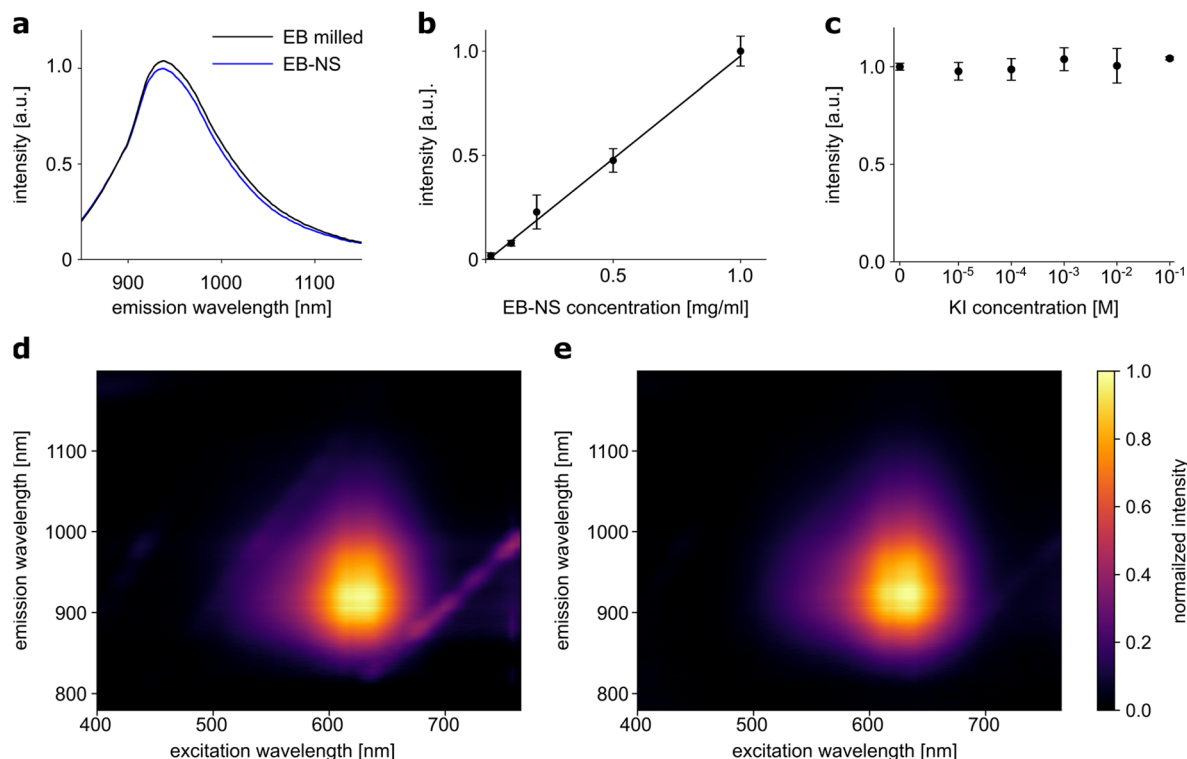 a
EB milled
EB-NS
1.0
0.5
0
intensity [a.u.]
900
1000
1100
emission wavelength [nm]
b
1.0
0.5
0
intensity [a.u.].
0.5
1.0
EB-NS concentration [mg/ml]
c
1.0
0.5
0.0
intensity [a.u.]
0
10⁻⁵
10⁻⁴
10⁻³
10⁻²
10⁻¹
KI concentration [M]
d
1100
1000
900
800
emission wavelength [nm]
400
500
600
700
excitation wavelength [nm]
e
1100
1000
900
800
emission wavelength [nm]
400
500
600
700
excitation wavelength [nm]
1.0
0.8
0.6
0.4
0.2
0.0
normailzed intensity